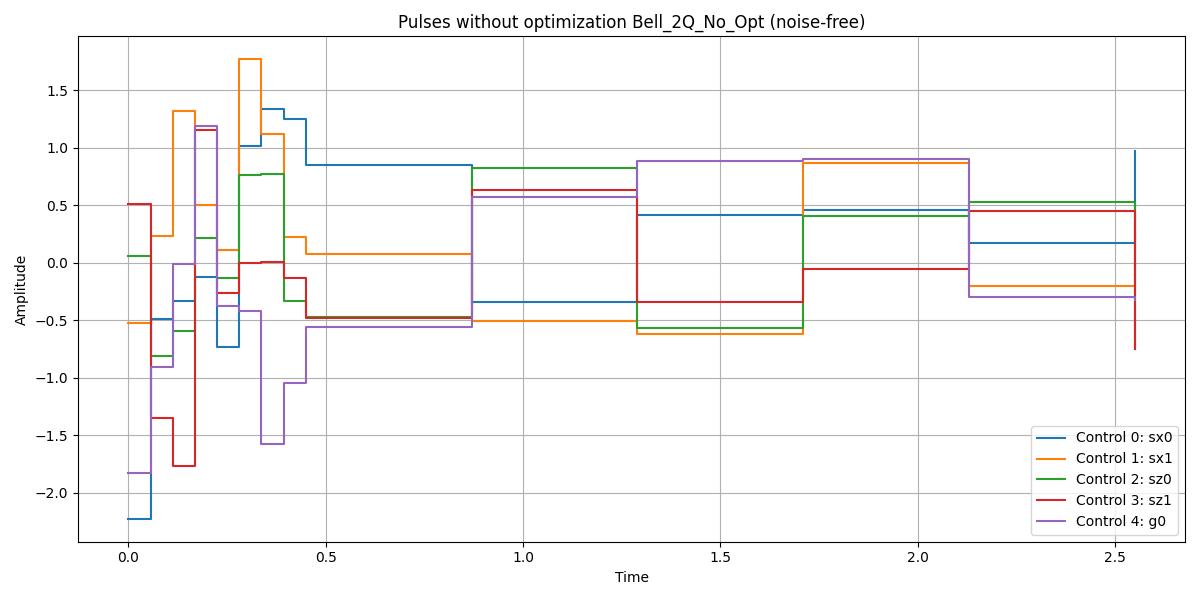 Pulses without optimization Bell_2Q_No_Opt (noise-free)
Amplitude
1.5
1.0
0.5
0.0
−0.5
−1.0
−1.5
−2.0
0.0
0.5
1.0
1.5
2.0
2.5
Time
Control 0: sx0
Control 1: sx1
Control 2: sz0
Control 3: sz1
Control 4: g0